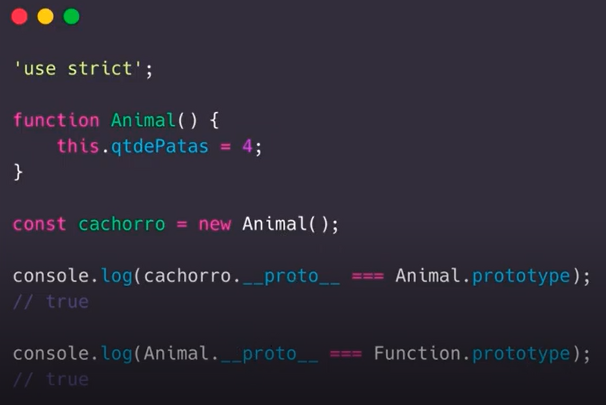 'use strict';
function Animal() {
    this.qtdePatas = 4;
}
const cachorro = new Animal();
console.log(cachorro.__proto__ === Animal.prototype);
// true
console.log(Animal.__proto__ === Function.prototype);
// true